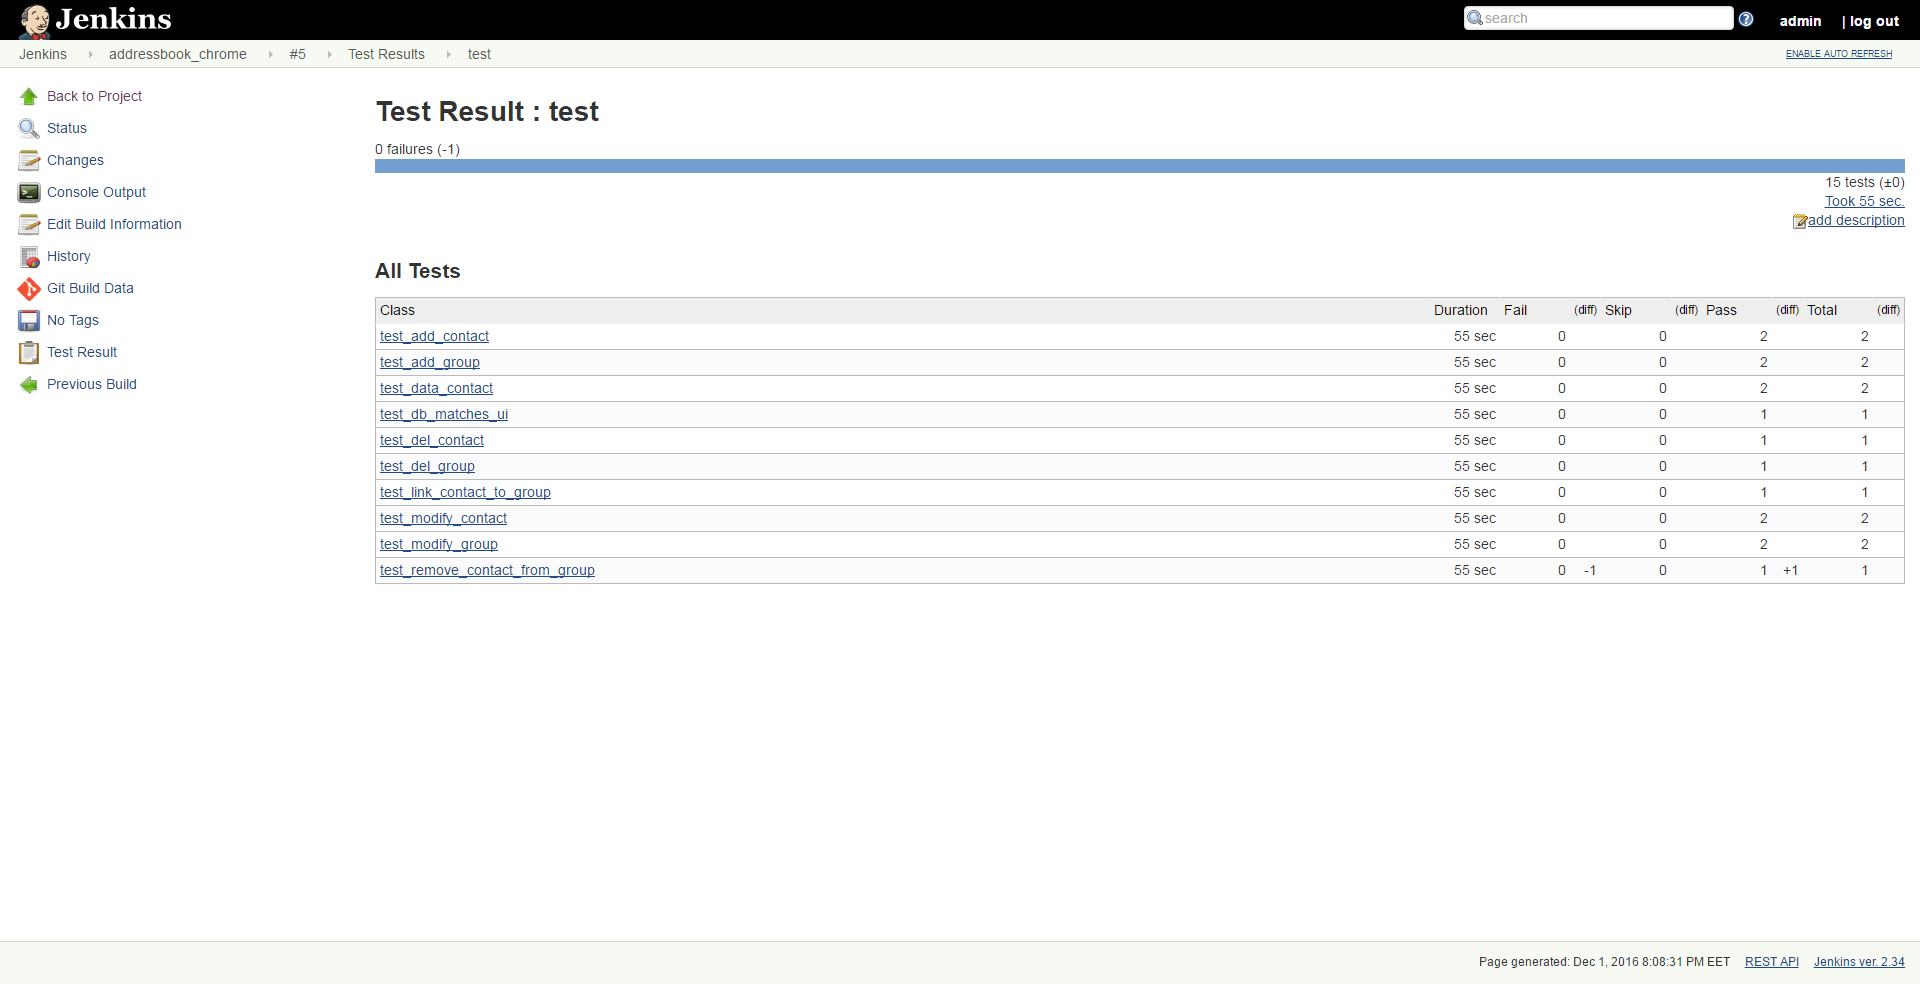 Jenkins
search
admin
| log out
Jenkins addressbook_chrome #5 Test Results test
ENABLE AUTO REFRESH
Back to Project
Status
Changes
Console Output
Edit Build Information
History
Git Build Data
No Tags
Test Result
Previous Build
Test Result : test
0 failures (-1)
15 tests (±0)
Took 55 sec.
add description
All Tests
Class Duration Fail (diff) Skip (diff) Pass (diff) Total (diff)
test_add_contact 55 sec 0 0 2 2
test_add_group 55 sec 0 0 2 2
test_data_contact 55 sec 0 0 2 2
test_db_matches_ui 55 sec 0 0 1 1
test_del_contact 55 sec 0 0 1 1
test_del_group 55 sec 0 0 1 1
test_link_contact_to_group 55 sec 0 0 1 1
test_modify_contact 55 sec 0 0 2 2
test_modify_group 55 sec 0 0 2 2
test_remove_contact_from_group 55 sec 0 -1 0 1 +1 1
Page generated: Dec 1, 2016 8:08:31 PM EET REST API Jenkins ver. 2.34